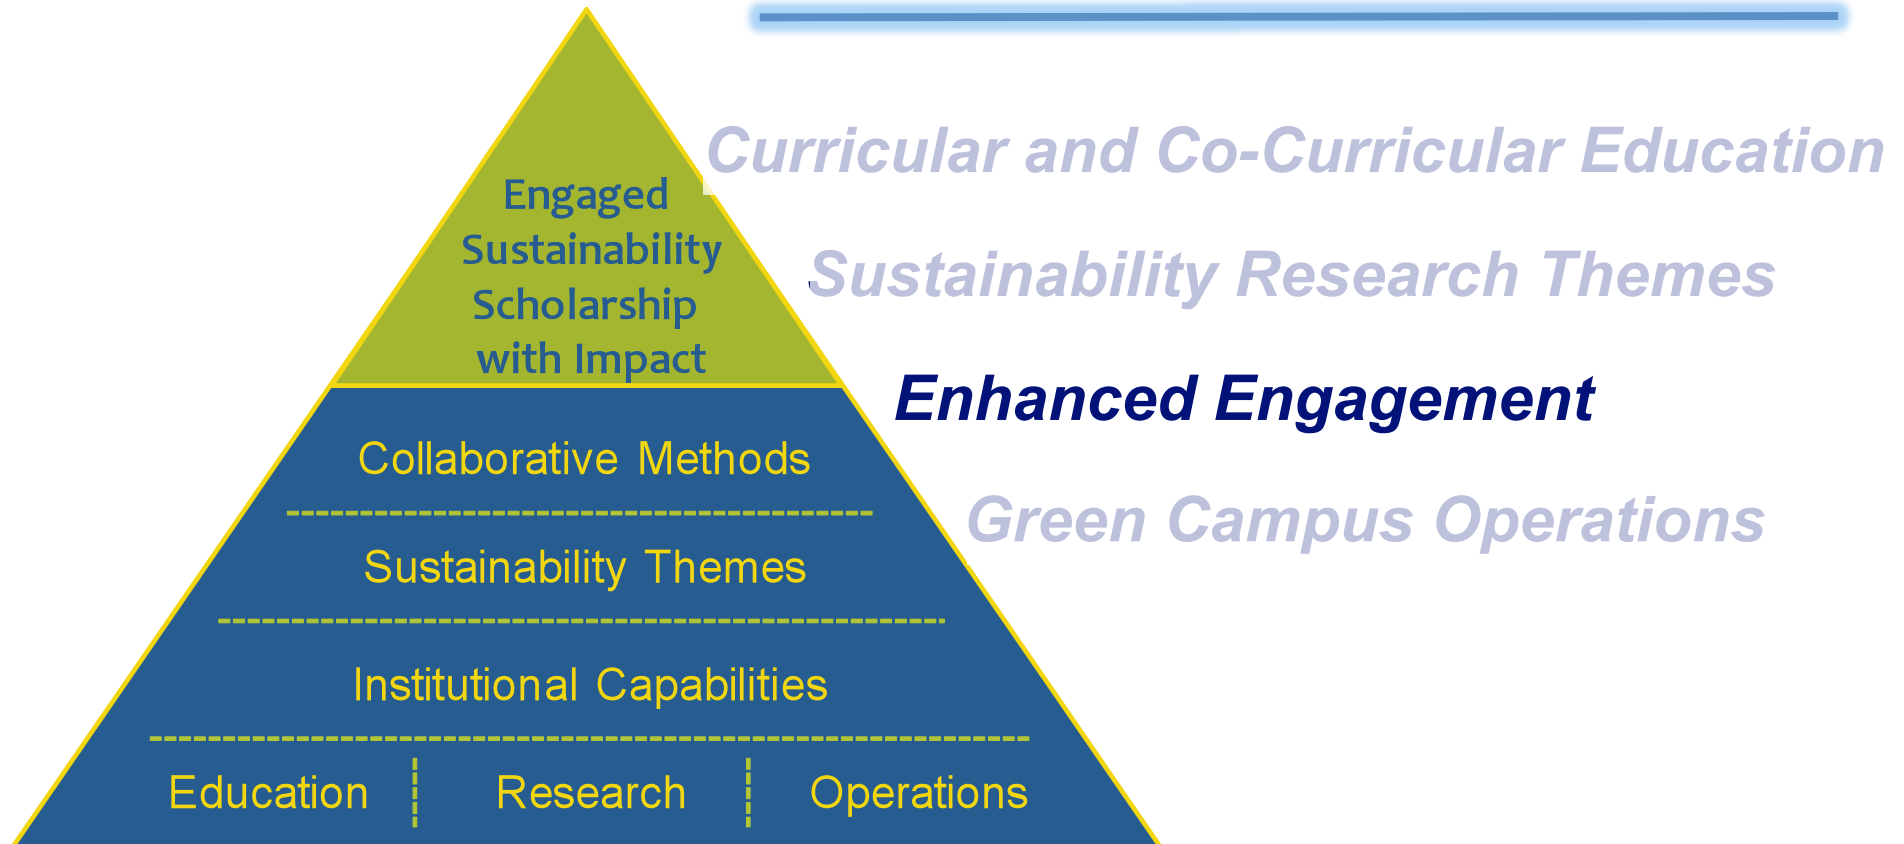 Engaged
Sustainability
Scholarship
with Impact
Collaborative Methods
Sustainability Themes
Institutional Capabilities
Education
Research
Operations
Curricular and Co-Curricular Education
Sustainability Research Themes
Enhanced Engagement
Green Campus Operations